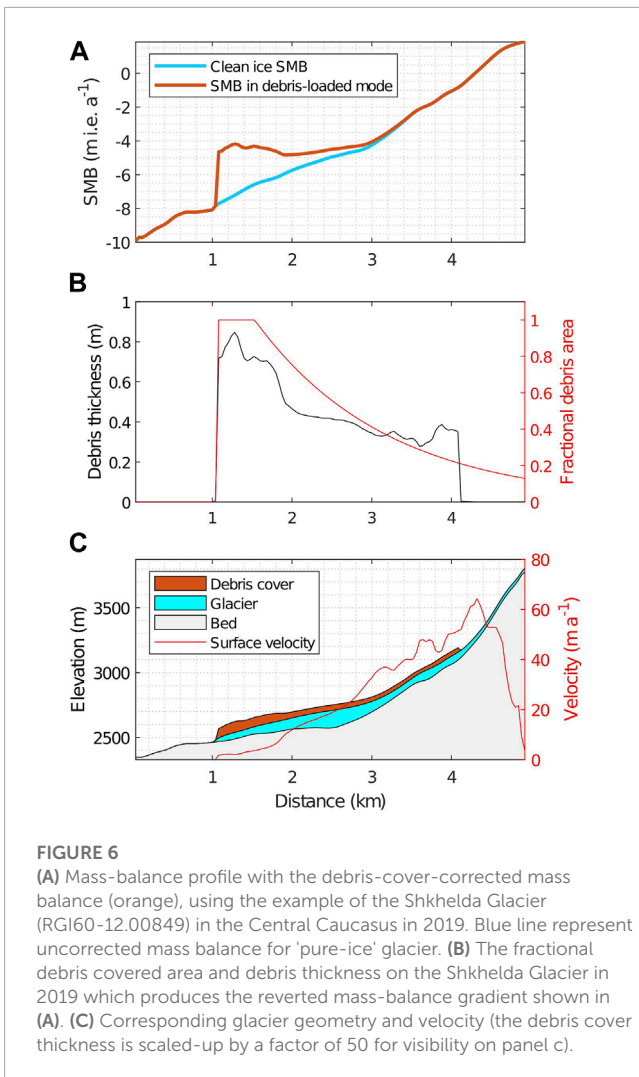 A
Clean ice SMB
SMB in debris-loaded mode
SMB (m i.e. a-1)
0
-2
-4
-6
-8
-10
1 2 3 4
B
Debris thickness (m)
1
0.8
0.6
0.4
0.2
0
1
0.8
0.6
0.4
0.2
0
Fractional debris area
1 2 3 4
C
Debris cover
Glacier
Bed
Surface velocity
Elevation (m)
3500
3000
2500
80
60
40
20
0
Velocity (m a-1)
1 2 3 4
Distance (km)
FIGURE 6
(A) Mass-balance profile with the debris-cover-corrected mass
balance (orange), using the example of the Shkhelda Glacier
(RGI60-12.00849) in the Central Caucasus in 2019. Blue line represent
uncorrected mass balance for 'pure-ice' glacier. (B) The fractional
debris covered area and debris thickness on the Shkhelda Glacier in
2019 which produces the reverted mass-balance gradient shown in
(A). (C) Corresponding glacier geometry and velocity (the debris cover
thickness is scaled-up by a factor of 50 for visibility on panel c).